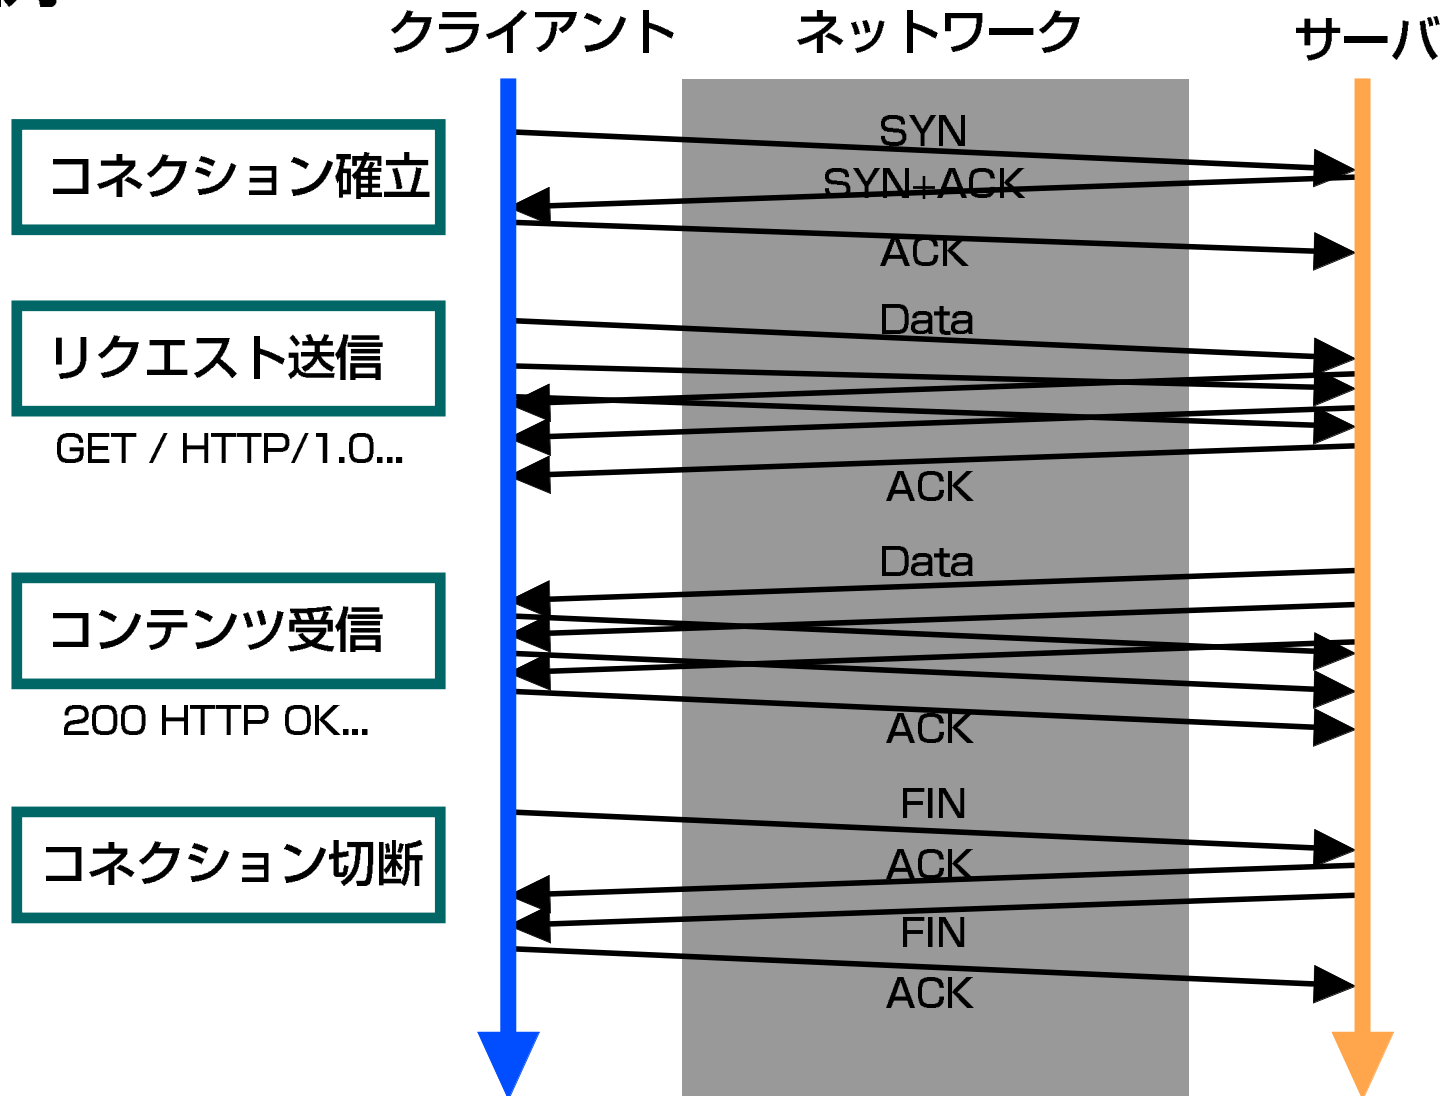 クライアント
ネットワーク
サーバ
コネクション確立
SYN
SYN+ACK
ACK
リクエスト送信
GET / HTTP/1.0...
Data
ACK
コンテンツ受信
200 HTTP OK...
Data
ACK
コネクション切断
FIN
ACK
FIN
ACK